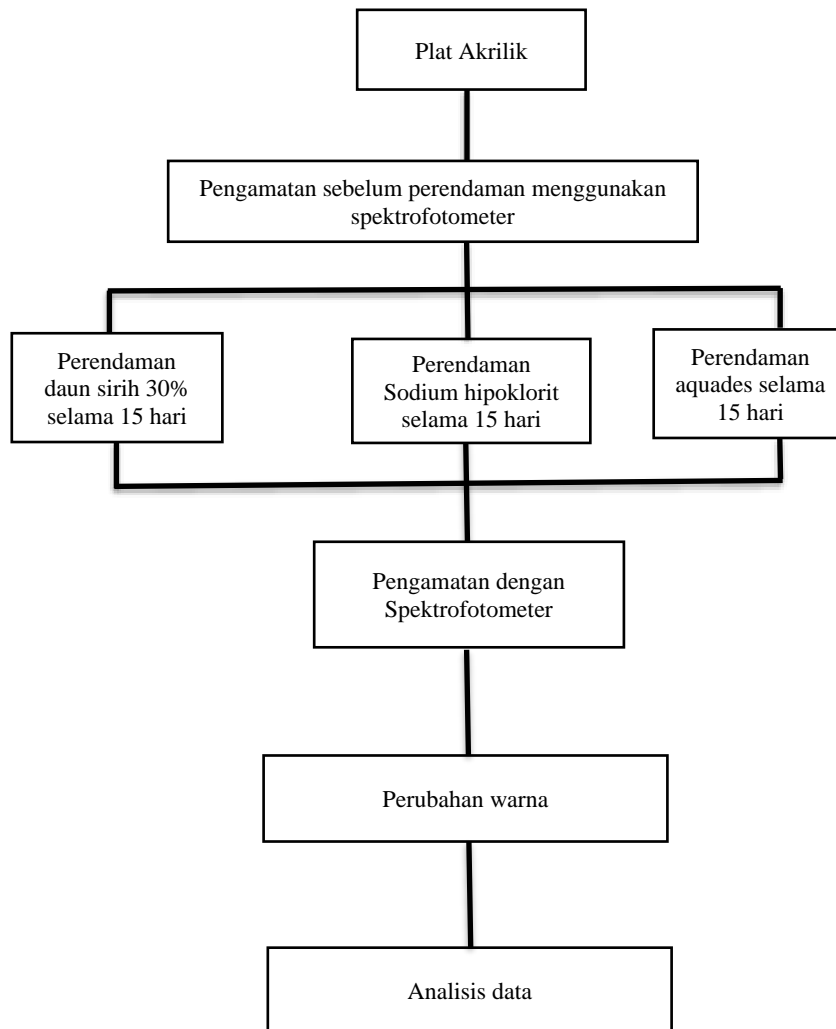 Plat Akrilik
Pengamatan sebelum perendaman menggunakan
spektrofotometer
Perendaman
daun sirih 30%
selama 15 hari
Perendaman
Sodium hipoklorit
selama 15 hari
Perendaman
aquades selama
15 hari
Pengamatan dengan
Spektrofotometer
Perubahan warna
Analisis data